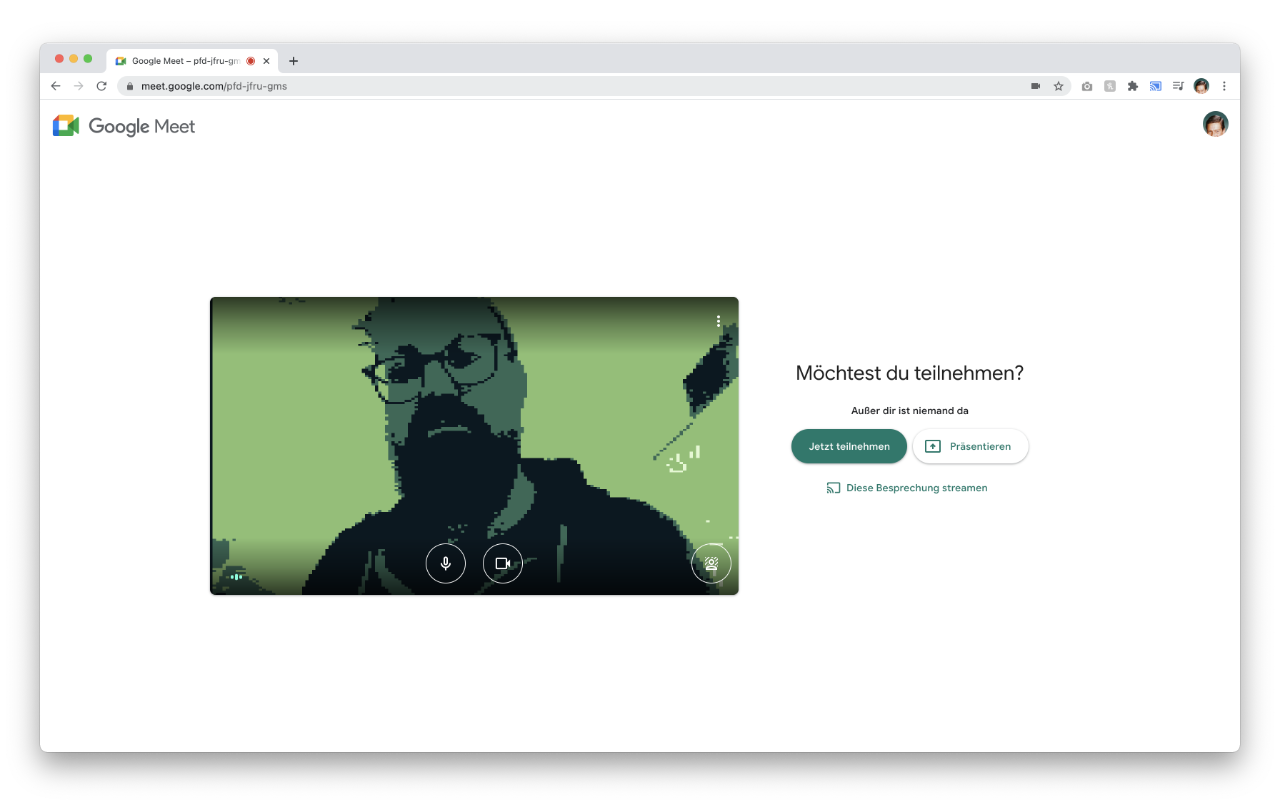 Google Meet – pfd-jfru-gm
meet.google.com/pfd-jfru-gms
Google Meet
Möchtest du teilnehmen?
Außer dir ist niemand da
Jetzt teilnehmen
Präsentieren
Diese Besprechung streamen